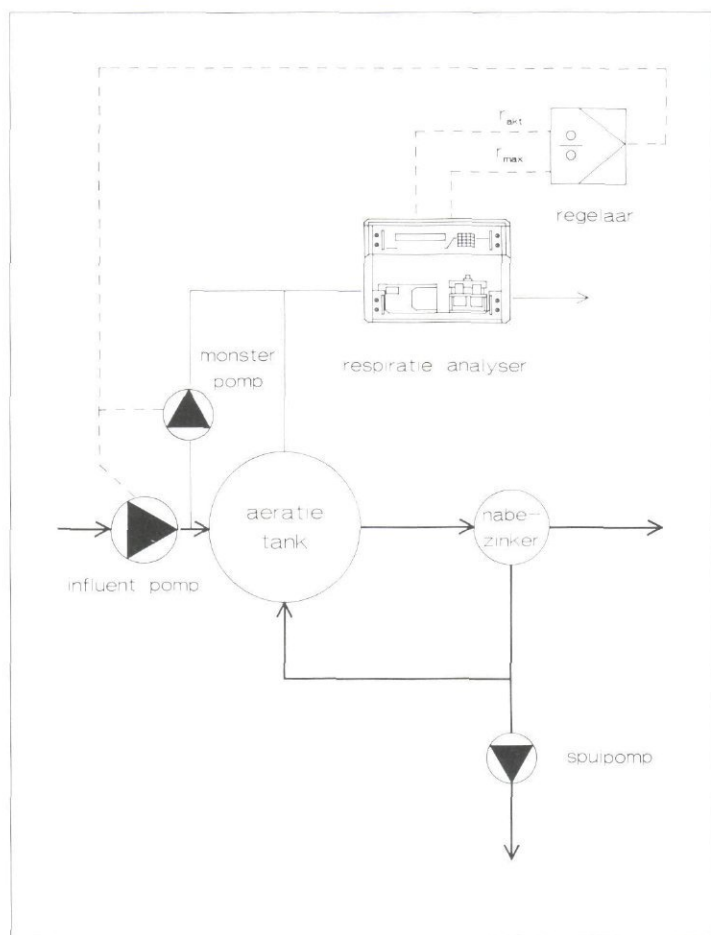 r akt
r max
regelaar
monster
pomp
respiratie analyser
aeratie
tank
nabe-
zinker
influent pomp
spuipomp